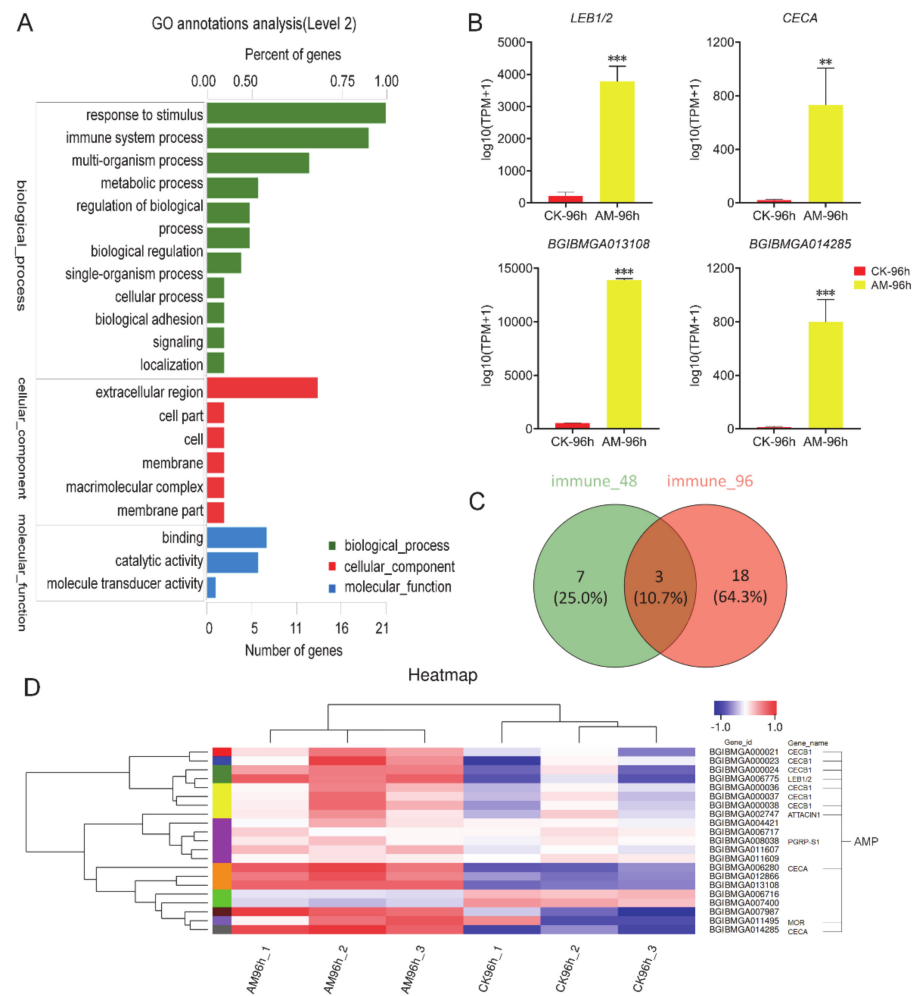 A
GO annotations analysis(Level 2)
Percent of genes
0.00 0.50 0.75 1.00
biological_process
response to stimulus
immune system process
multi-organism process
metabolic process
regulation of biological
process
biological regulation
single-organism process
cellular process
biological adhesion
signaling
localization
cellular_component
extracellular region
cell part
cell
membrane
macrimolecular complex
membrane part
molecular_function
binding
catalytic activity
molecule transducer activity
biological_process
cellular_component
molecular_function
0 5 11 16 21
Number of genes
B
LEB1/2
log10(TPM+1)
5000
4000
3000
2000
1000
0
***
CK-96h AM-96h
CECA
log10(TPM+1)
1200
800
400
0
**
CK-96h AM-96h
BGIBMGA013108
log10(TPM+1)
15000
10000
5000
0
***
CK-96h AM-96h
BGIBMGA014285
log10(TPM+1)
1200
800
400
0
***
CK-96h AM-96h
CK-96h
AM-96h
C
immune_48 immune_96
7 3 18
(25.0%) (10.7%) (64.3%)
D
Heatmap
-1.0 1.0
Gene_id Gene_name
BGIBMGA000021 CECB1
BGIBMGA000023 CECB1
BGIBMGA000024 CECB1
BGIBMGA006775 LEB1/2
BGIBMGA000036 CECB1
BGIBMGA000037 CECB1
BGIBMGA000038 CECB1
BGIBMGA002747 ATTACIN1
BGIBMGA004421
BGIBMGA006717
BGIBMGA008038 PGRP-S1
BGIBMGA011607
BGIBMGA011609
BGIBMGA006280 CECA
BGIBMGA012866
BGIBMGA013108
BGIBMGA006716
BGIBMGA007400
BGIBMGA007987
BGIBMGA011495 MOR
BGIBMGA014285 CECA
AMP
AM96h_1 AM96h_2 AM96h_3 CK96h_1 CK96h_2 CK96h_3